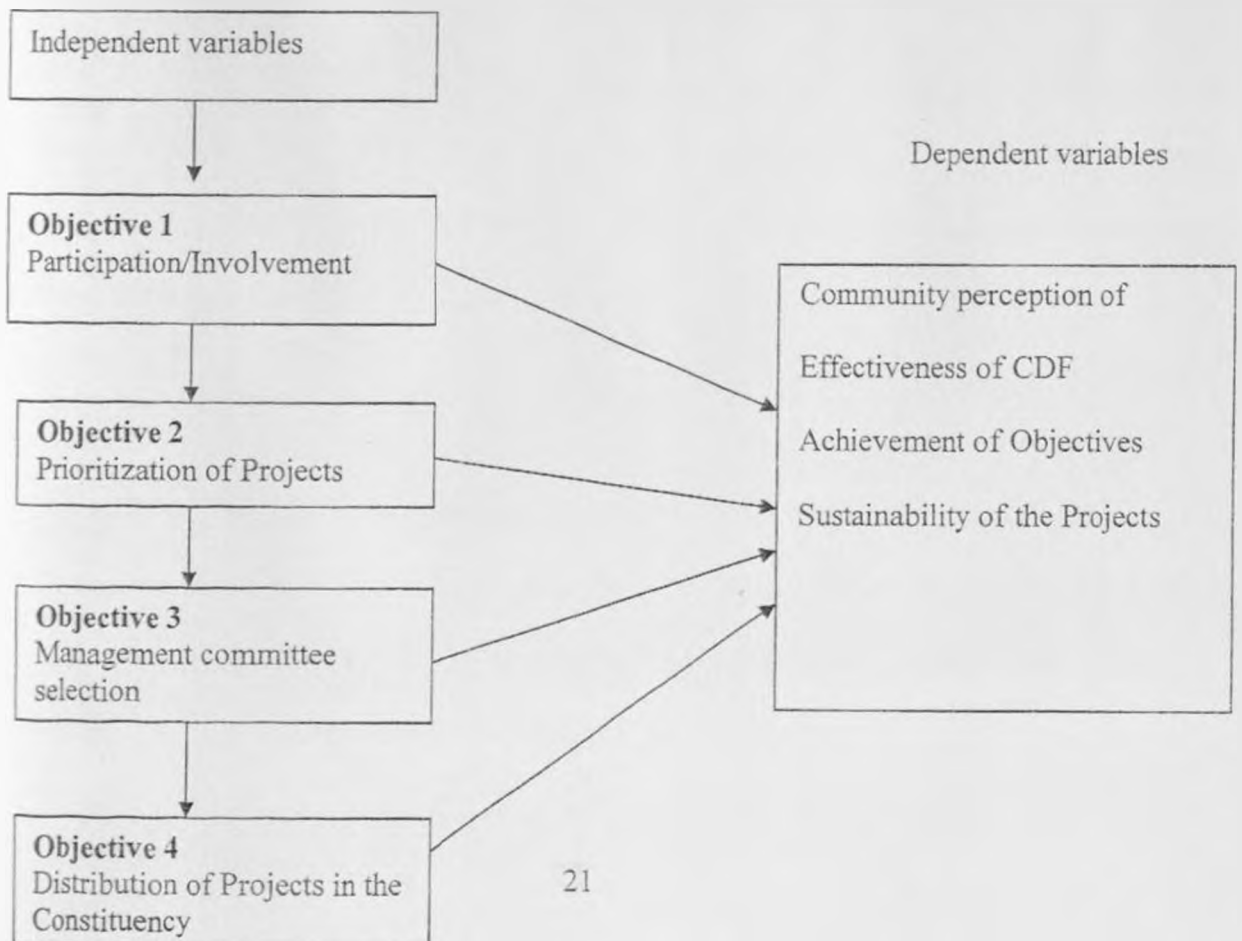 Independent variables
Dependent variables
Objective 1
Participation/Involvement
Objective 2
Prioritization of Projects
Objective 3
Management committee
selection
Objective 4
Distribution of Projects in the
Constituency
Community perception of
Effectiveness of CDF
Achievement of Objectives
Sustainability of the Projects
21